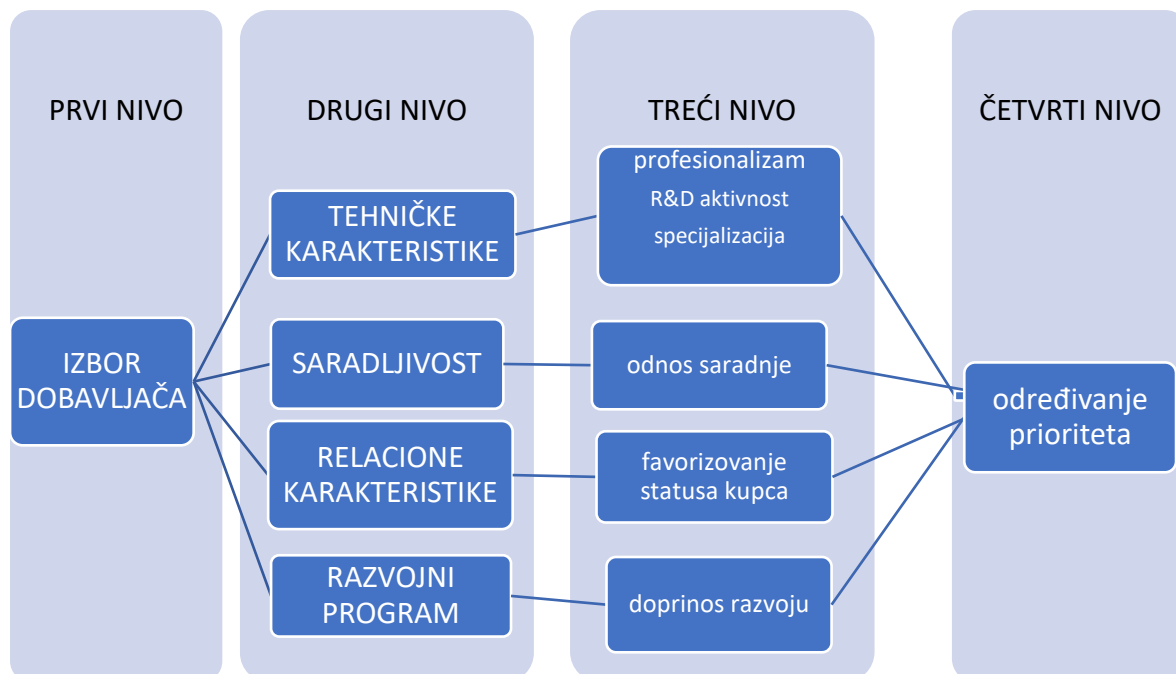 PRVI NIVO
DRUGI NIVO
TREĆI NIVO
ČETVRTI NIVO
IZBOR
DOBAVLJAČA
TEHNIČKE
KARAKTERISTIKE
SARADLJIVOST
RELACIONE
KARAKTERISTIKE
RAZVOJNI
PROGRAM
profesionalizam
R&D aktivnost
specijalizacija
odnos saradnje
favorizovanje
statusa kupca
doprinos razvoju
određivanje
prioriteta